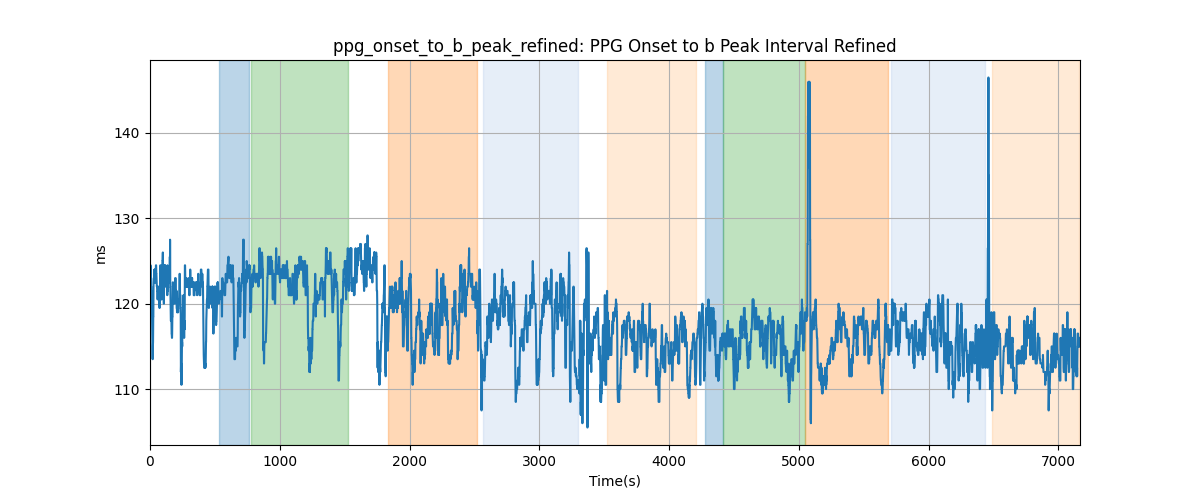 ppg_onset_to_b_peak_refined: PPG Onset to b Peak Interval Refined
140
130
120
110
ms
0 1000 2000 3000 4000 5000 6000 7000
Time(s)